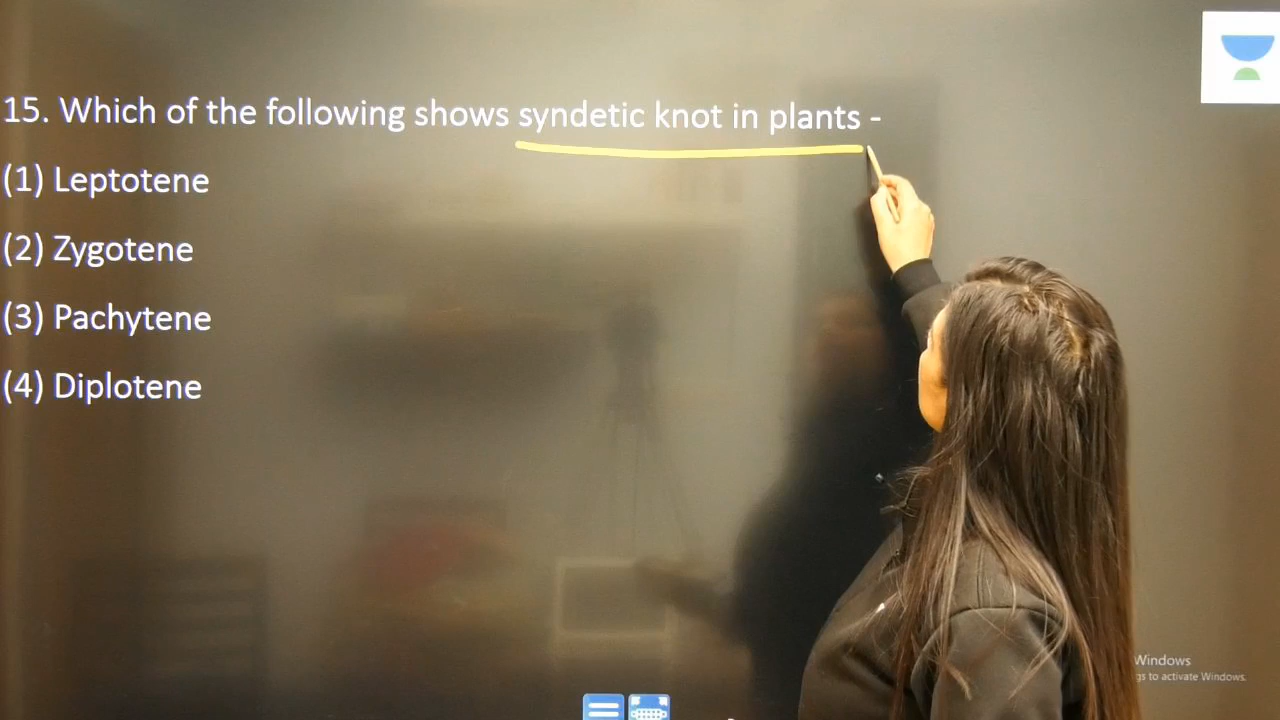 15. Which of the following shows syndetic knot in plants -
(1) Leptotene
(2) Zygotene
(3) Pachytene
(4) Diplotene
Windows
gs to activate Windows.